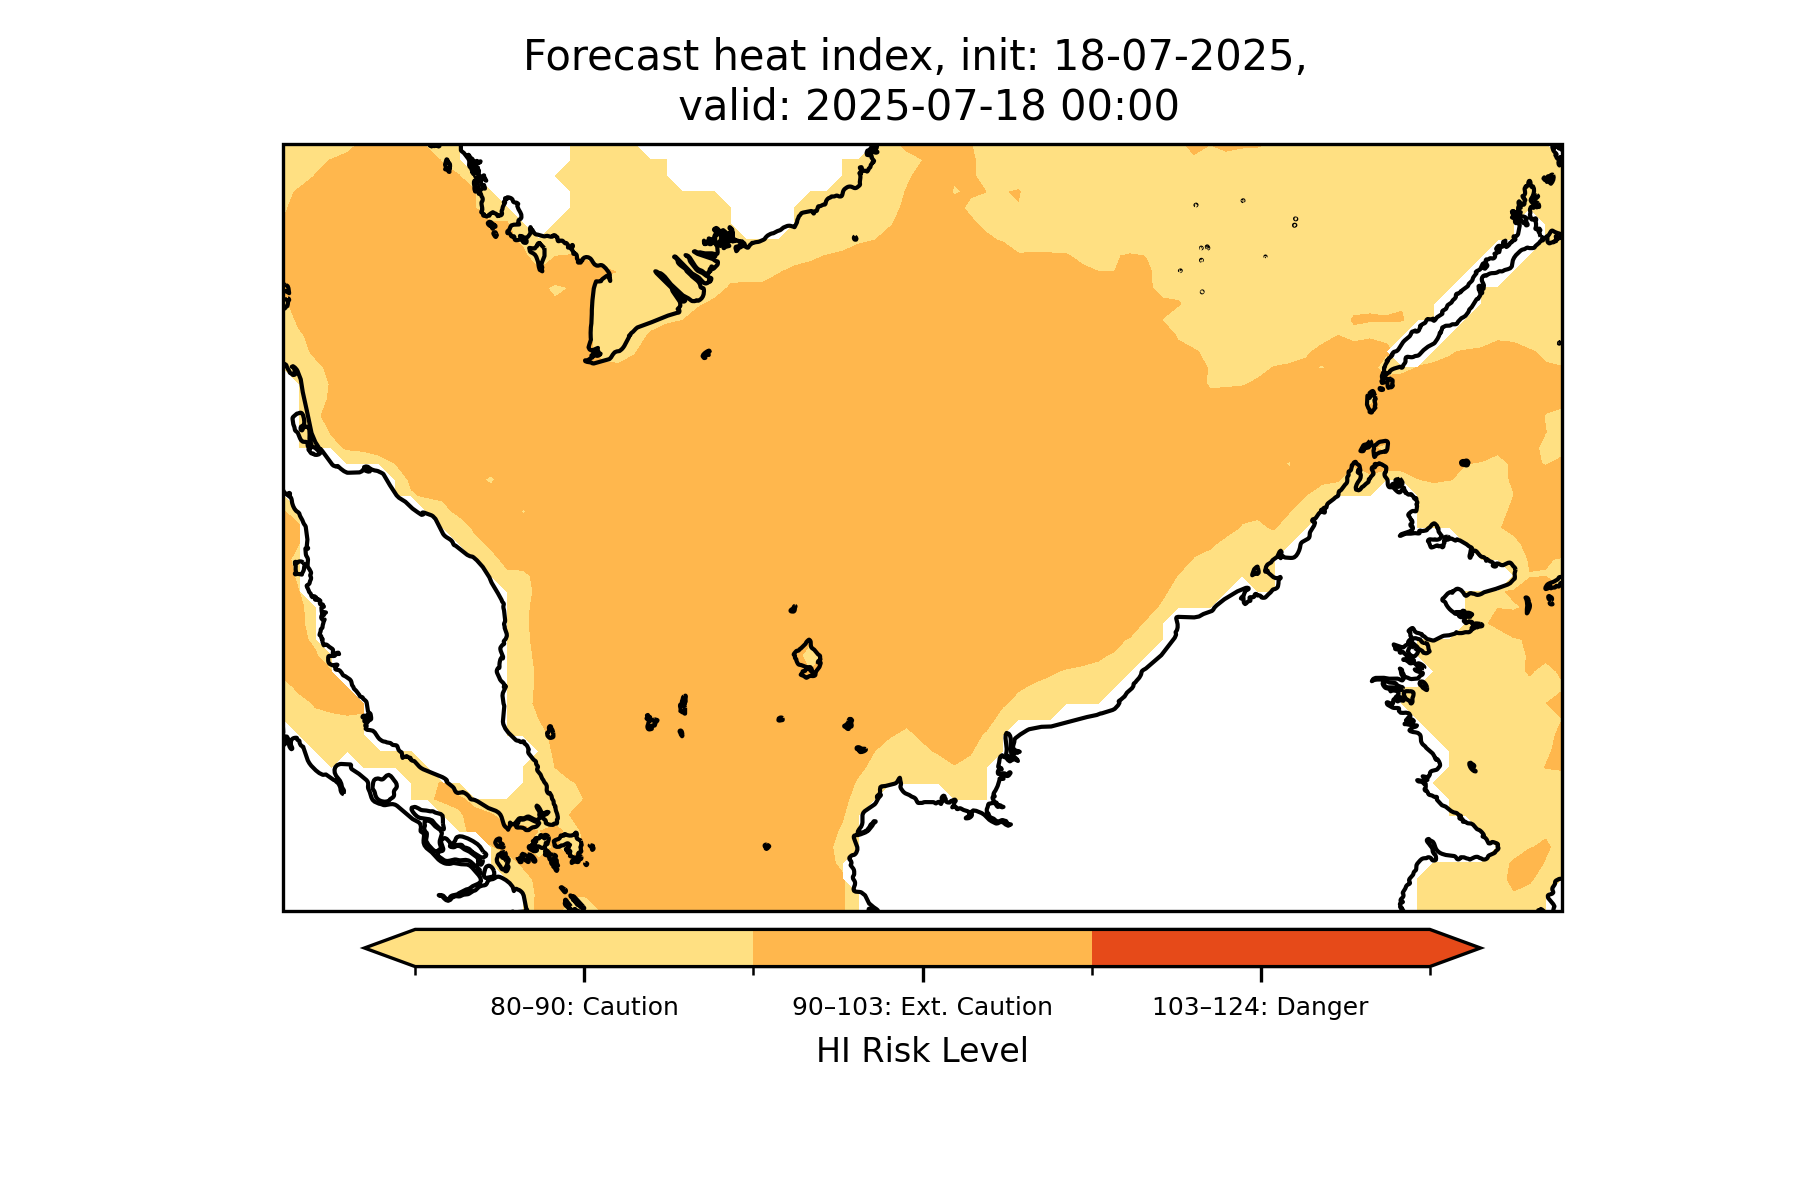 Forecast heat index, init: 18-07-2025,
valid: 2025-07-18 00:00
80–90: Caution
90–103: Ext. Caution
103–124: Danger
HI Risk Level